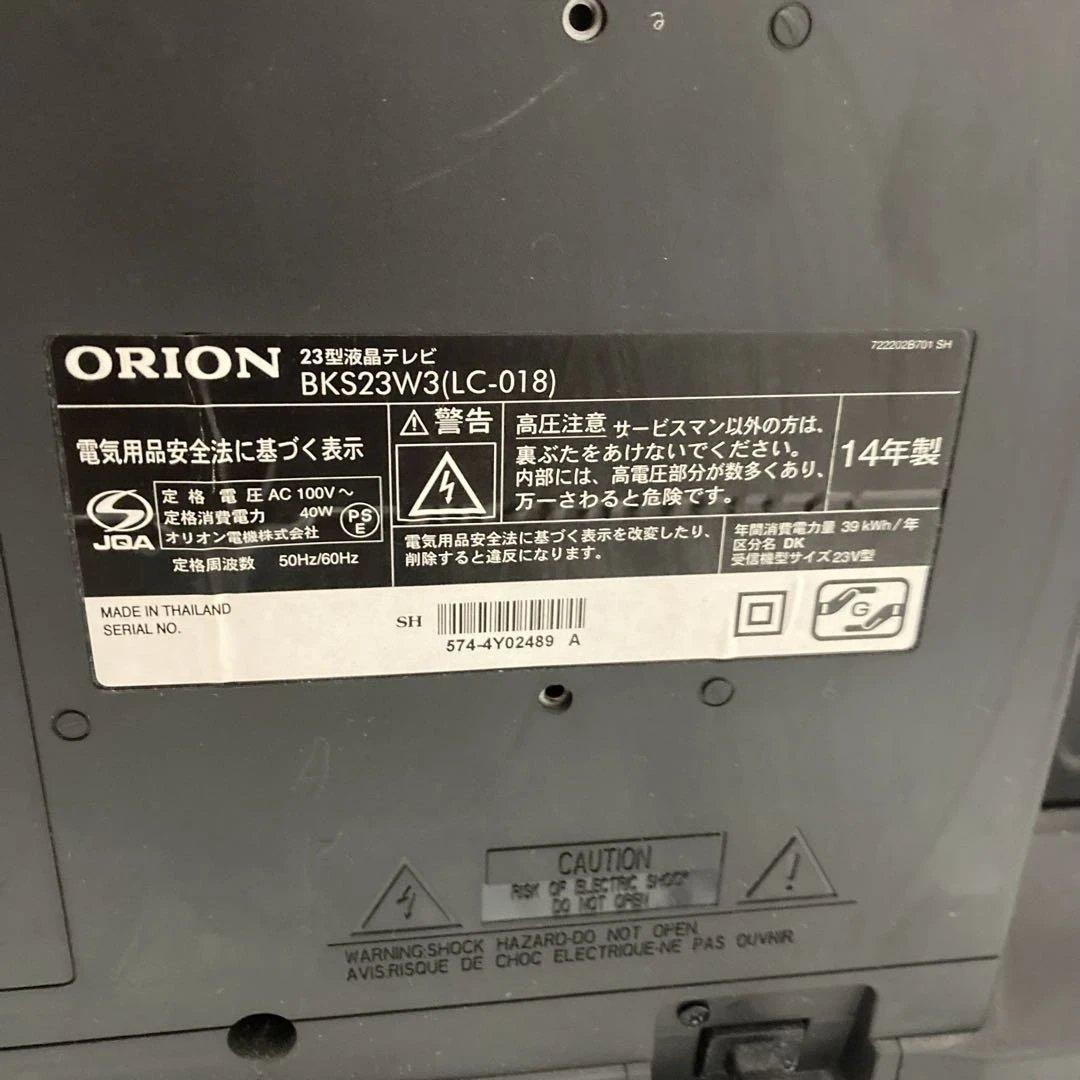 ORION
23型液晶テレビ
BKS23W3(LC-018)
722202B701 SH
電気用品安全法に基づく表示
JQA
定格電圧 AC 100V～
定格消費電力 40W
オリオン電機株式会社
PS
E
定格周波数 50Hz/60Hz
警告
高圧注意 サービスマン以外の方は、
裏ぶたをあけないでください。
内部には、高電圧部分が数多くあり、
万一さわると危険です。
14年製
電気用品安全法に基づく表示を改変したり、
削除すると違反になります。
年間消費電力量 39 kWh/年
区分名 DK
受信機型サイズ 23V型
MADE IN THAILAND
SERIAL NO.
SH
574-4Y02489 A
G
CAUTION
RISK OF ELECTRIC SHOCK
DO NOT OPEN
WARNING:SHOCK HAZARD-DO NOT OPEN
AVIS:RISQUE DE CHOC ELECTRIQUE-NE PAS OUVRIR